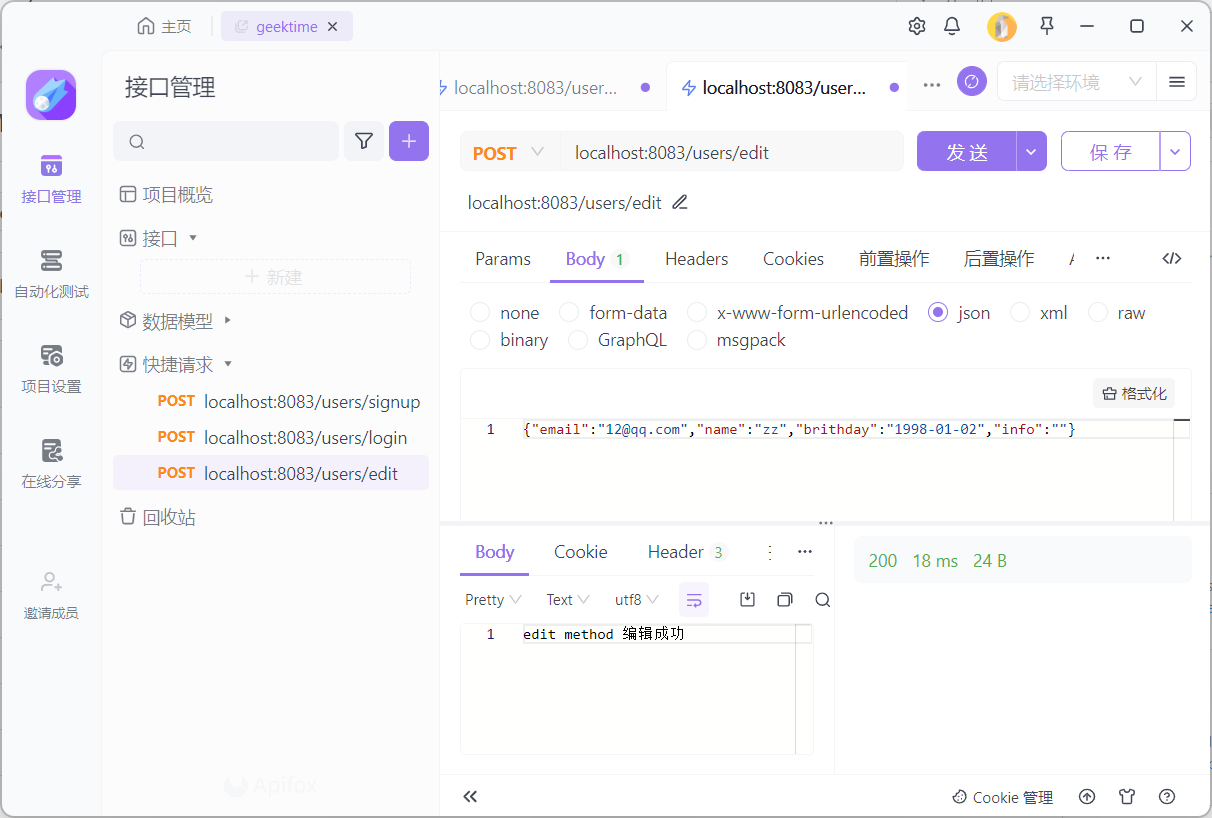 主页
geektime
接口管理
自动化测试
项目设置
在线分享
邀请成员
接口管理
项目概览
接口
新建
数据模型
快捷请求
POST localhost:8083/users/signup
POST localhost:8083/users/login
POST localhost:8083/users/edit
回收站
Apifox
localhost:8083/user...
localhost:8083/user...
请选择环境
POST localhost:8083/users/edit
发 送
保 存
localhost:8083/users/edit
Params Body 1 Headers Cookies 前置操作 后置操作
none form-data x-www-form-urlencoded json xml raw
binary GraphQL msgpack
格式化
1 {"email":"12@qq.com","name":"zz","brithday":"1998-01-02","info":""}
Body Cookie Header 3
200 18 ms 24 B
Pretty Text utf8
1 edit method 编辑成功
Cookie 管理